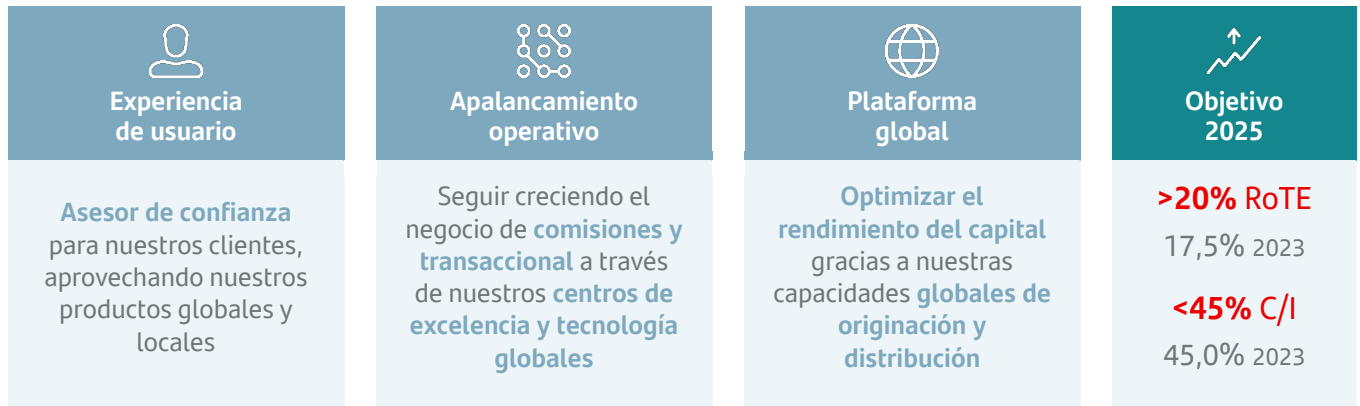 Experiencia
de usuario
Asesor de confianza
para nuestros clientes,
aprovechando nuestros
productos globales y
locales
Apalancamiento
operativo
Seguir creciendo el
negocio de comisiones y
transaccional a través
de nuestros centros de
excelencia y tecnología
globales
Plataforma
global
Optimizar el
rendimiento del capital
gracias a nuestras
capacidades globales de
originación y
distribución
Objetivo
2025
>20% RoTE
17,5% 2023
<45% C/I
45,0% 2023